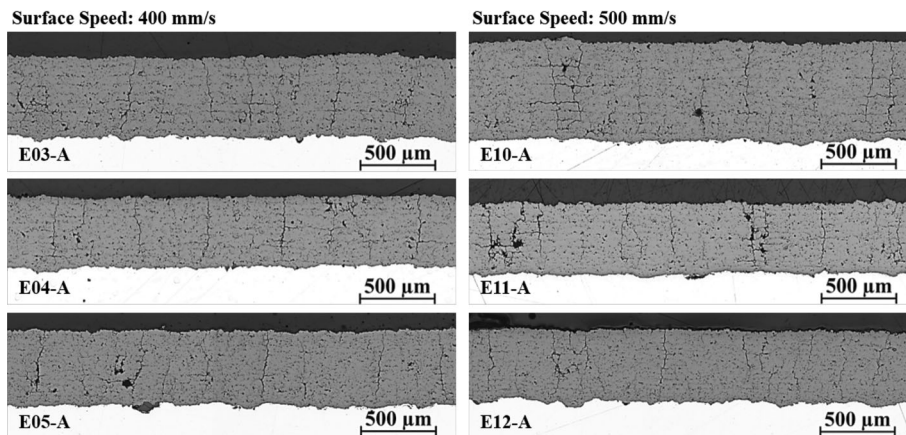 Surface Speed: 400 mm/s
Surface Speed: 500 mm/s
E03-A
500 µm
E10-A
500 µm
E04-A
500 µm
E11-A
500 µm
E05-A
500 µm
E12-A
500 µm